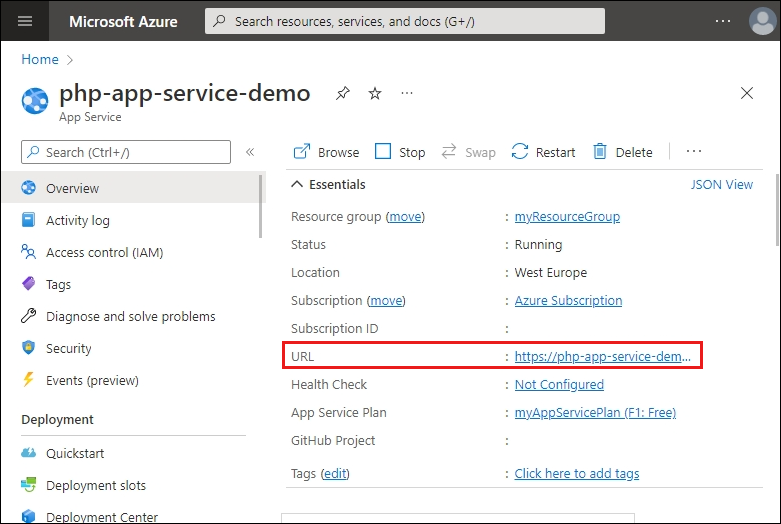 Microsoft Azure
Search resources, services, and docs (G+/)
Home
php-app-service-demo
App Service
Search (Ctrl+/)
Browse Stop Swap Restart Delete
Overview
Activity log
Access control (IAM)
Tags
Diagnose and solve problems
Security
Events (preview)
Deployment
Quickstart
Deployment slots
Deployment Center
Essentials JSON View
Resource group (move) : myResourceGroup
Status : Running
Location : West Europe
Subscription (move) : Azure Subscription
Subscription ID :
URL : https://php-app-service-dem...
Health Check : Not Configured
App Service Plan : myAppServicePlan (F1: Free)
GitHub Project :
Tags (edit) : Click here to add tags